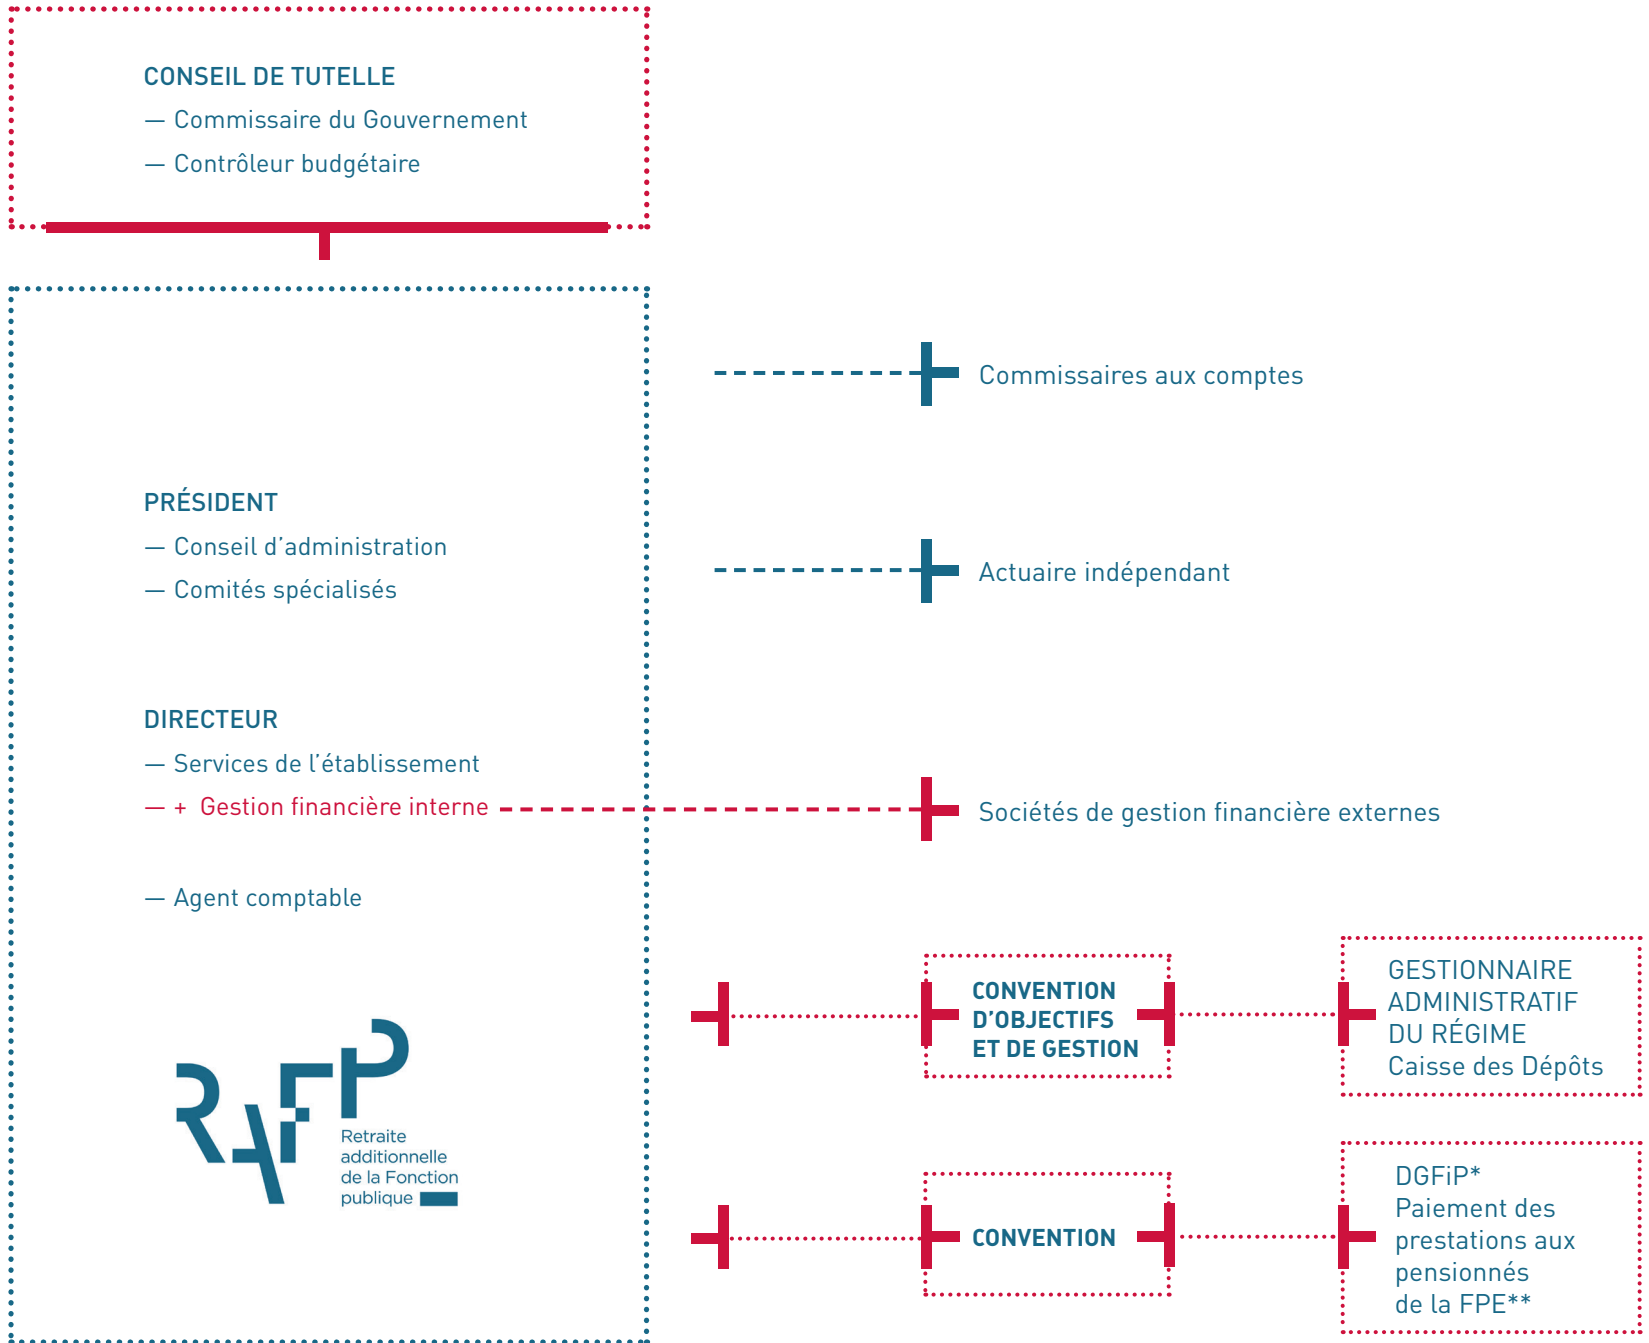 CONSEIL DE TUTELLE
— Commissaire du Gouvernement
— Contrôleur budgétaire
Commissaires aux comptes
PRÉSIDENT
— Conseil d’administration
— Comités spécialisés
Actuaire indépendant
DIRECTEUR
— Services de l’établissement
— + Gestion financière interne
Sociétés de gestion financière externes
— Agent comptable
RAFP
Retraite
additionnelle
de la Fonction
publique
CONVENTION
D’OBJECTIFS
ET DE GESTION
GESTIONNAIRE
ADMINISTRATIF
DU RÉGIME
Caisse des Dépôts
CONVENTION
DGFiP*
Paiement des
prestations aux
pensionnés
de la FPE**